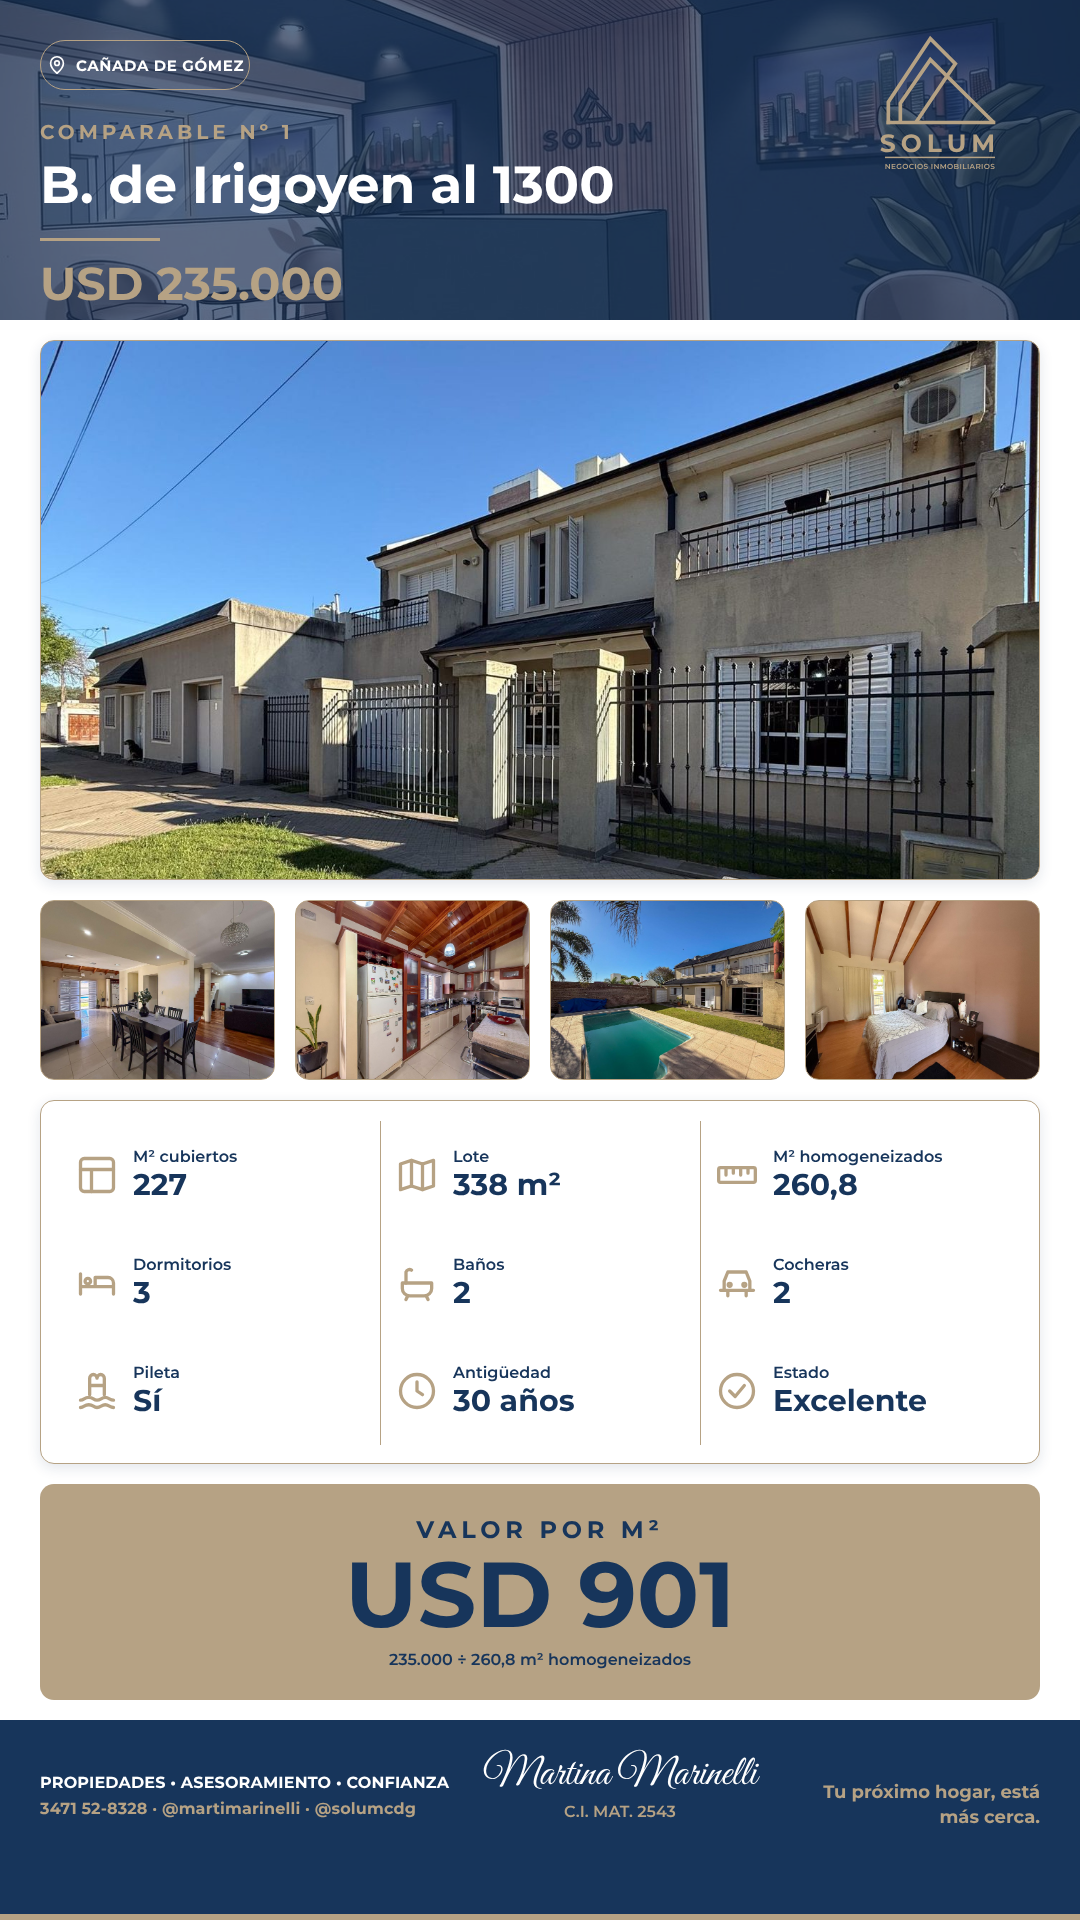 CAÑADA DE GÓMEZ
COMPARABLE Nº 1
B. de Irigoyen al 1300
USD 235.000
SOLUM
SOLUM
NEGOCIOS INMOBILIARIOS
M² cubiertos
227
Lote
338 m²
M² homogeneizados
260,8
Dormitorios
3
Baños
2
Cocheras
2
Pileta
Sí
Antigüedad
30 años
Estado
Excelente
VALOR POR M²
USD 901
235.000 ÷ 260,8 m² homogeneizados
PROPIEDADES • ASESORAMIENTO • CONFIANZA
3471 52-8328 · @martimarinelli · @solumcdg
Martina Marinelli
C.I. MAT. 2543
Tu próximo hogar, está
más cerca.